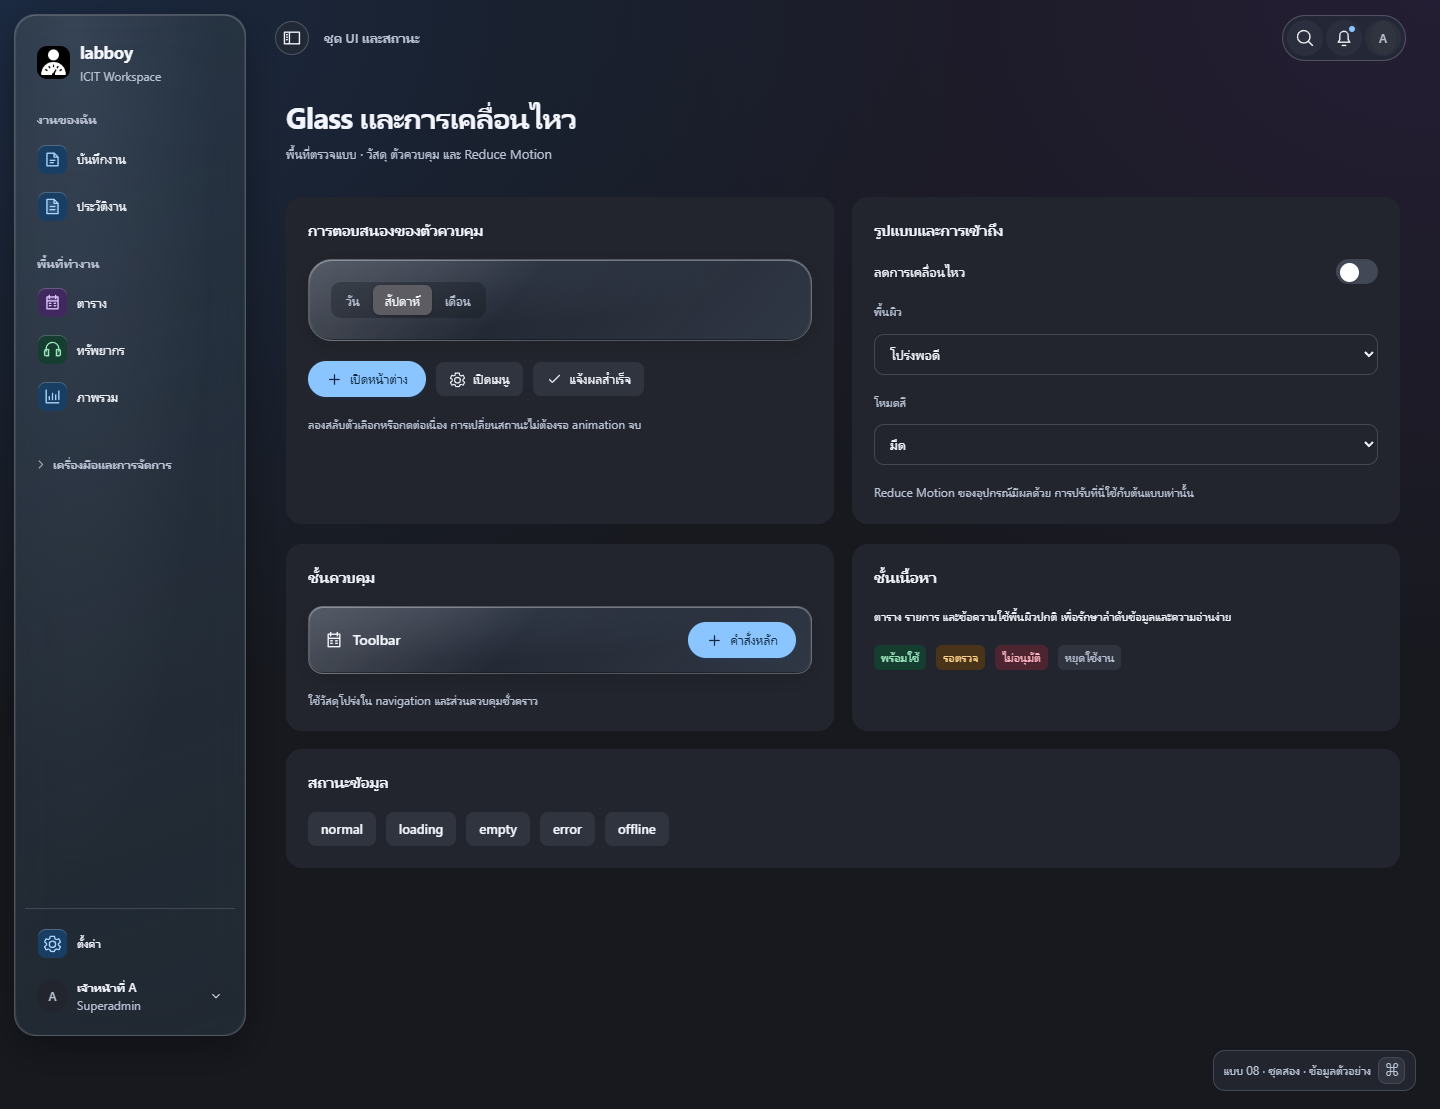 labboy
ICIT Workspace
งานของฉัน
บันทึกงาน
ประวัติงาน
พื้นที่ทำงาน
ตาราง
ทรัพยากร
ภาพรวม
เครื่องมือและการจัดการ
ตั้งค่า
A
เจ้าหน้าที่ A
Superadmin
ชุด UI และสถานะ
A
Glass และการเคลื่อนไหว
พื้นที่ตรวจแบบ · วัสดุ ตัวควบคุม และ Reduce Motion
การตอบสนองของตัวควบคุม
วัน สัปดาห์ เดือน
เปิดหน้าต่าง เปิดเมนู แจ้งผลสำเร็จ
ลองสลับตัวเลือกหรือกดต่อเนื่อง การเปลี่ยนสถานะไม่ต้องรอ animation จบ
รูปแบบและการเข้าถึง
ลดการเคลื่อนไหว
พื้นผิว
โปร่งพอดี
โหมดสี
มืด
Reduce Motion ของอุปกรณ์มีผลด้วย การปรับที่นี่ใช้กับต้นแบบเท่านั้น
ชั้นควบคุม
Toolbar คำสั่งหลัก
ใช้วัสดุโปร่งใน navigation และส่วนควบคุมชั่วคราว
ชั้นเนื้อหา
ตาราง รายการ และข้อความใช้พื้นผิวปกติ เพื่อรักษาลำดับข้อมูลและความอ่านง่าย
พร้อมใช้ รอตรวจ ไม่อนุมัติ หยุดใช้งาน
สถานะข้อมูล
normal loading empty error offline
แบบ 08 · ชุดสอง · ข้อมูลตัวอย่าง ⌘